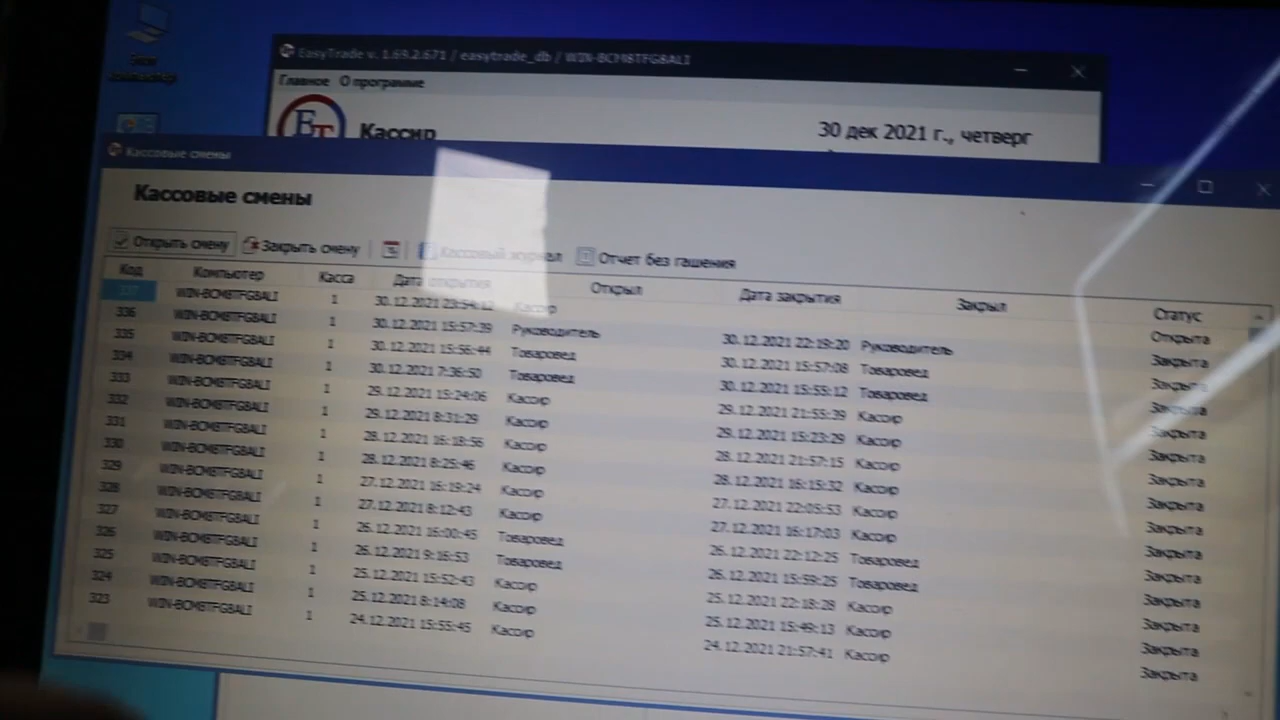 EasyTrade v. 1.69.2.671 / easytrade_db / WIN-BCM8TFG8ALI
Главное О программе
ET Кассир 30 дек 2021 г., четверг
Кассовые смены
Кассовые смены
Открыть смену Закрыть смену Кассовый журнал Отчет без гашения
Код Компьютер Касса Дата открытия Открыл Дата закрытия Закрыл Статус
337 WIN-BCM8TFG8ALI 1 30.12.2021 23:54:12 Кассир Открыта
336 WIN-BCM8TFG8ALI 1 30.12.2021 15:57:39 Руководитель 30.12.2021 22:19:20 Руководитель Закрыта
335 WIN-BCM8TFG8ALI 1 30.12.2021 15:56:44 Товаровед 30.12.2021 15:57:08 Товаровед Закрыта
334 WIN-BCM8TFG8ALI 1 30.12.2021 7:36:50 Товаровед 30.12.2021 15:55:12 Товаровед Закрыта
333 WIN-BCM8TFG8ALI 1 29.12.2021 15:24:06 Кассир 29.12.2021 21:55:39 Кассир Закрыта
332 WIN-BCM8TFG8ALI 1 29.12.2021 8:31:29 Кассир 29.12.2021 15:23:29 Кассир Закрыта
331 WIN-BCM8TFG8ALI 1 28.12.2021 16:18:56 Кассир 28.12.2021 21:57:15 Кассир Закрыта
330 WIN-BCM8TFG8ALI 1 28.12.2021 8:25:46 Кассир 28.12.2021 16:15:32 Кассир Закрыта
329 WIN-BCM8TFG8ALI 1 27.12.2021 16:19:24 Кассир 27.12.2021 22:05:53 Кассир Закрыта
328 WIN-BCM8TFG8ALI 1 27.12.2021 8:12:43 Кассир 27.12.2021 16:17:03 Кассир Закрыта
327 WIN-BCM8TFG8ALI 1 26.12.2021 16:00:45 Товаровед 26.12.2021 22:12:25 Товаровед Закрыта
326 WIN-BCM8TFG8ALI 1 26.12.2021 9:16:53 Товаровед 26.12.2021 15:59:25 Товаровед Закрыта
325 WIN-BCM8TFG8ALI 1 25.12.2021 15:52:43 Кассир 25.12.2021 22:18:28 Кассир Закрыта
324 WIN-BCM8TFG8ALI 1 25.12.2021 8:14:08 Кассир 25.12.2021 15:49:13 Кассир Закрыта
323 WIN-BCM8TFG8ALI 1 24.12.2021 15:55:45 Кассир 24.12.2021 21:57:41 Кассир Закрыта